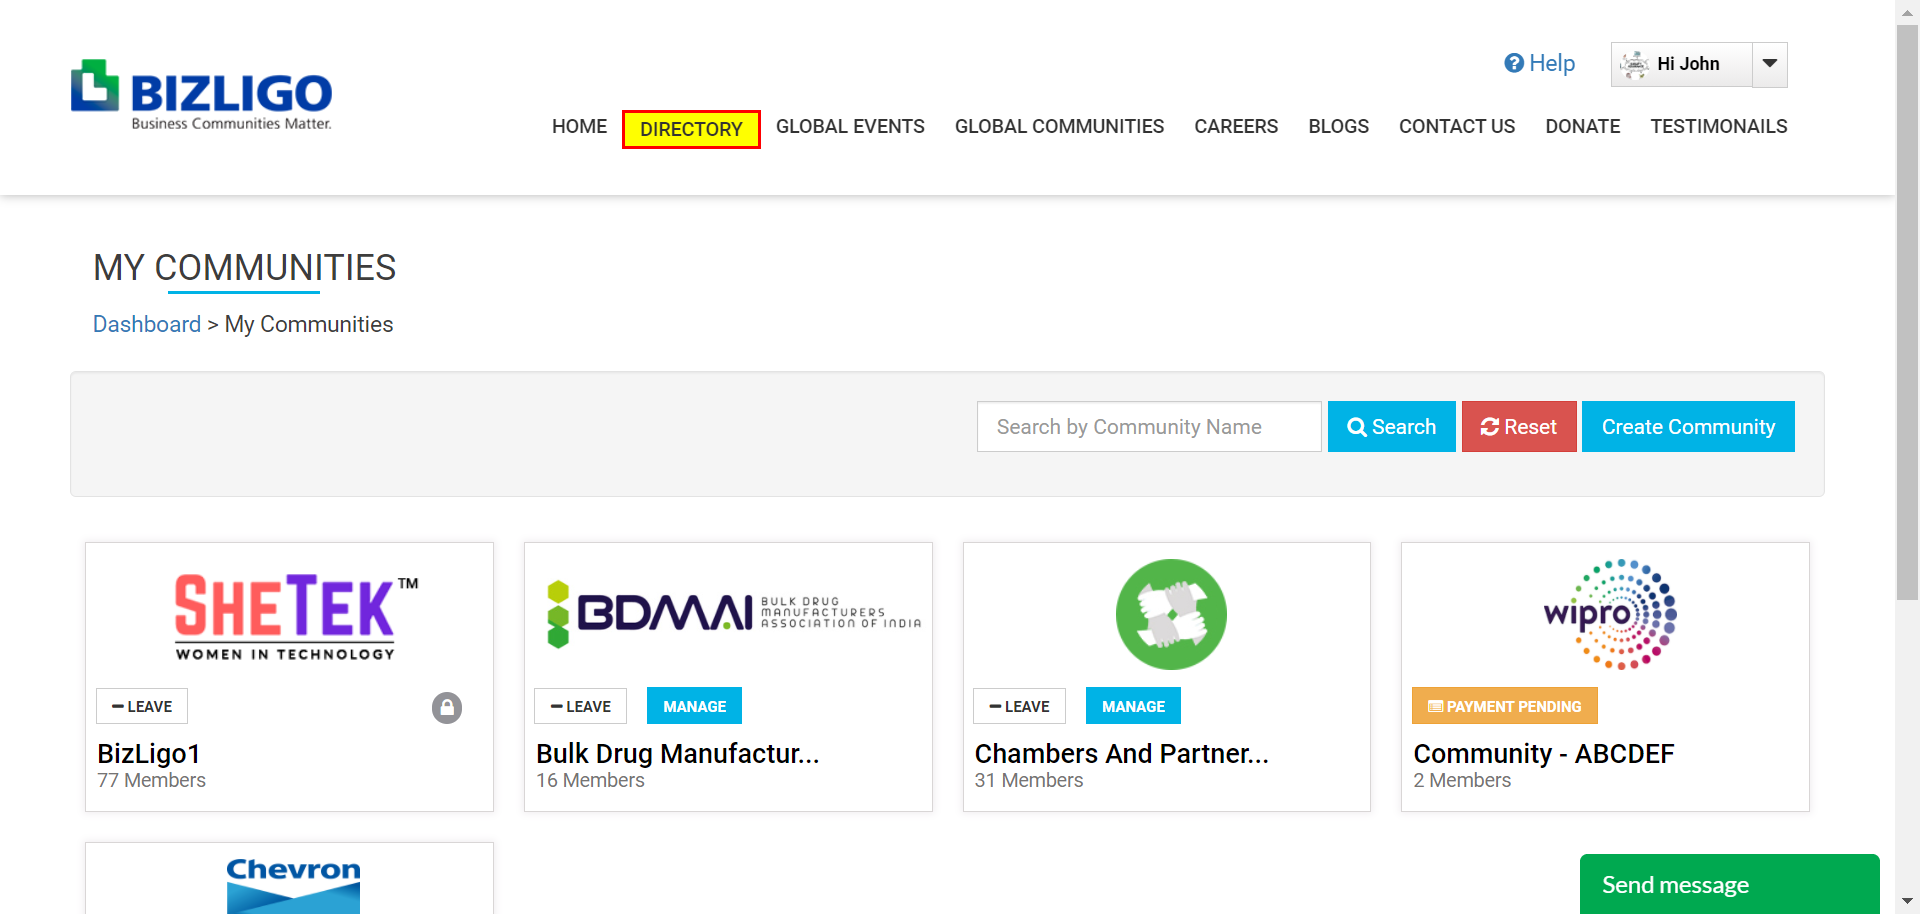 Help
Hi John
BIZLIGO
Business Communities Matter.
HOME DIRECTORY GLOBAL EVENTS GLOBAL COMMUNITIES CAREERS BLOGS CONTACT US DONATE TESTIMONAILS
MY COMMUNITIES
Dashboard > My Communities
Search by Community Name Search Reset Create Community
SHETEK™
WOMEN IN TECHNOLOGY
LEAVE
BizLigo1
77 Members
BDMAI
BULK DRUG
MANUFACTURERS
ASSOCIATION OF INDIA
LEAVE MANAGE
Bulk Drug Manufactur...
16 Members
LEAVE MANAGE
Chambers And Partner...
31 Members
wipro
PAYMENT PENDING
Community - ABCDEF
2 Members
Chevron
Send message